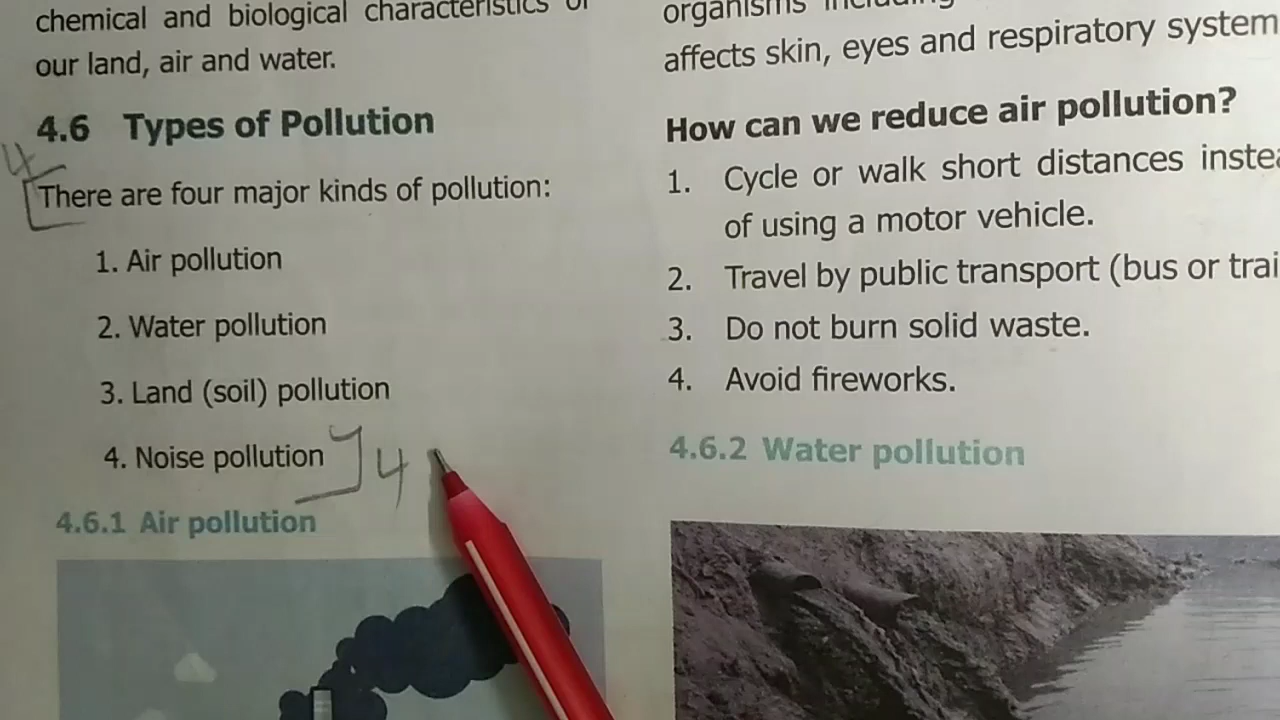 chemical and biological characteristics of
our land, air and water.
4.6 Types of Pollution
4
There are four major kinds of pollution:
1. Air pollution
2. Water pollution
3. Land (soil) pollution
4. Noise pollution
4
4.6.1 Air pollution
organisms including
affects skin, eyes and respiratory system
How can we reduce air pollution?
1. Cycle or walk short distances
of using a motor vehicle.
2. Travel by public transport (bus or
3. Do not burn solid waste.
4. Avoid fireworks.
4.6.2 Water pollution